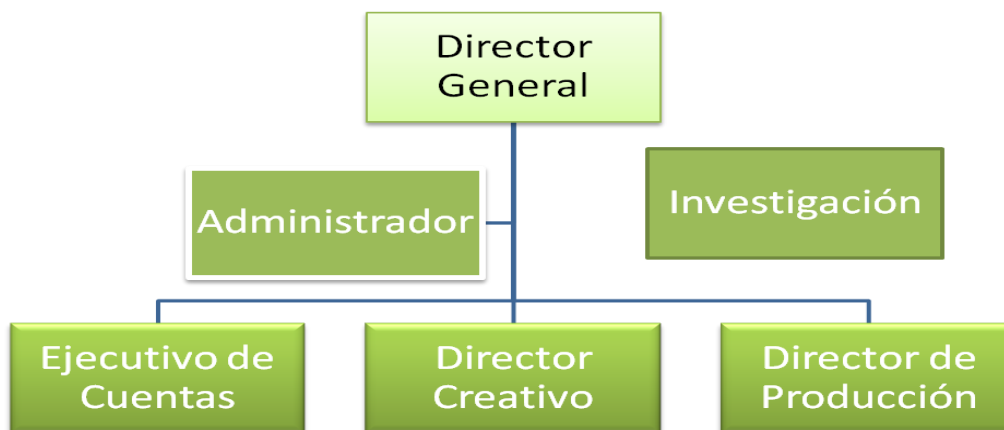 Director
General
Administrador
Investigación
Ejecutivo de
Cuentas
Director
Creativo
Director de
Producción